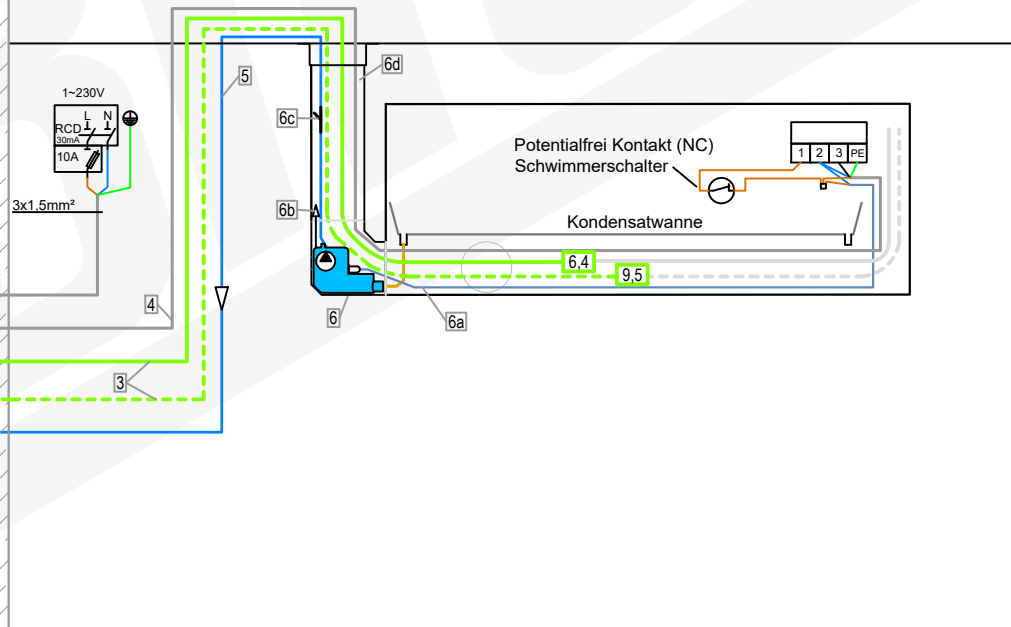 5
6d
1~230V
L N
RCD
30mA
10A
6c
Potentialfrei Kontakt (NC)
Schwimmerschalter
1 2 3 PE
3x1,5mm²
6b
Kondensatwanne
6,4
9,5
4
6
6a
3